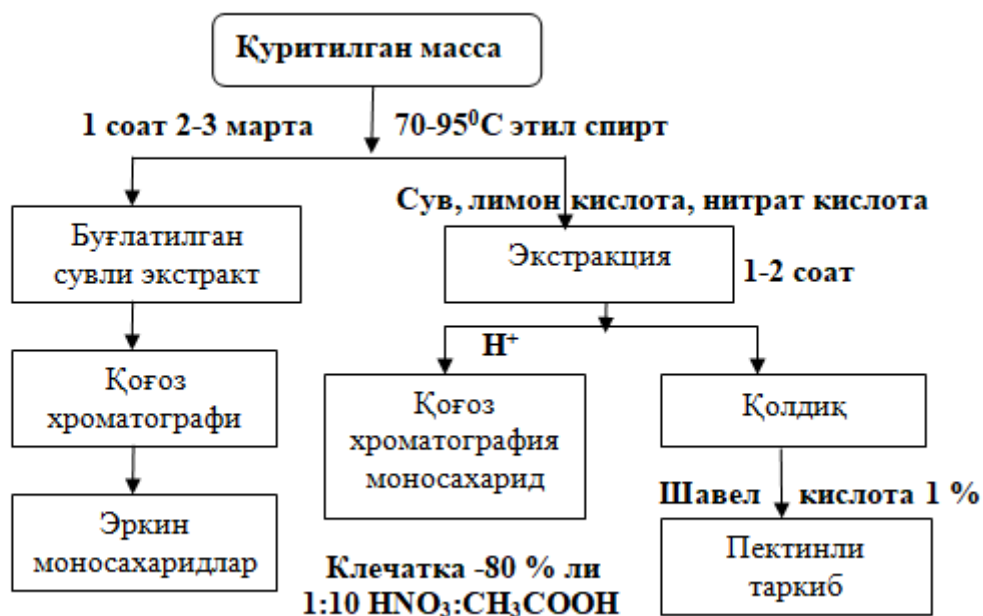 Қуритилган масса
1 соат 2-3 марта
70-95⁰С этил спирт
Сув, лимон кислота, нитрат кислота
Буғлатилган
сувли экстракт
Экстракция
1-2 соат
Н⁺
Қоғоз
хроматографи
Қоғоз
хроматография
моносахарид
Қолдиқ
Шавел кислота 1 %
Эркин
моносахаридлар
Пектинли
таркиб
Клечатка -80 % ли
1:10 HNO₃:CH₃COOH